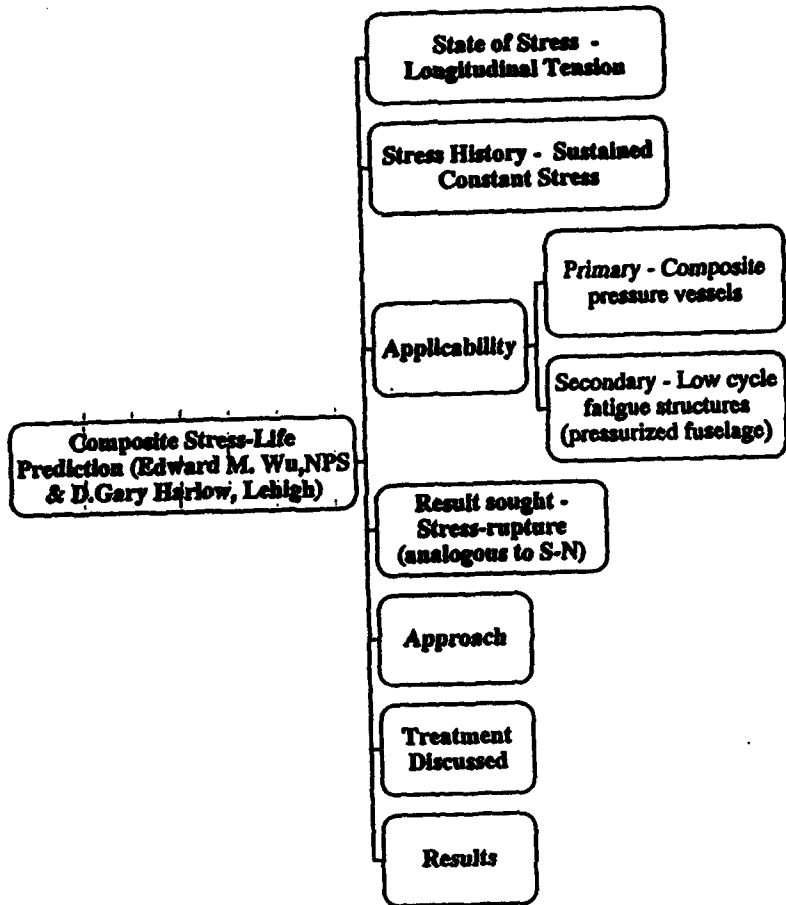 State of Stress -
Longitudinal Tension
Stress History - Sustained
Constant Stress
Primary - Composite
pressure vessels
Applicability
Secondary - Low cycle
fatigue structures
(pressurized fuselage)
Composite Stress-Life
Prediction (Edward M. Wu,NPS
& D.Gary Harlow, Lehigh)
Result sought -
Stress-rupture
(analogous to S-N)
Approach
Treatment
Discussed
Results